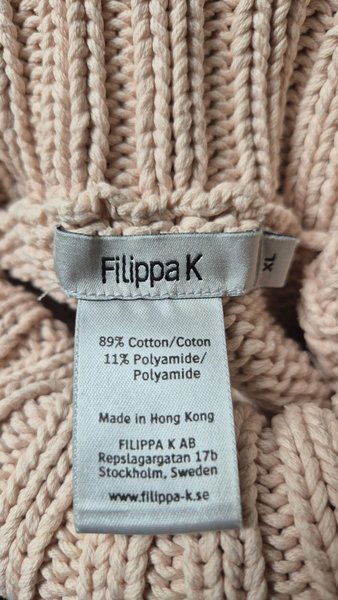 Filippa K
XL
89% Cotton/Coton
11% Polyamide/
Polyamide
Made in Hong Kong
FILIPPA K AB
Repslagargatan 17b
Stockholm, Sweden
www.filippa-k.se